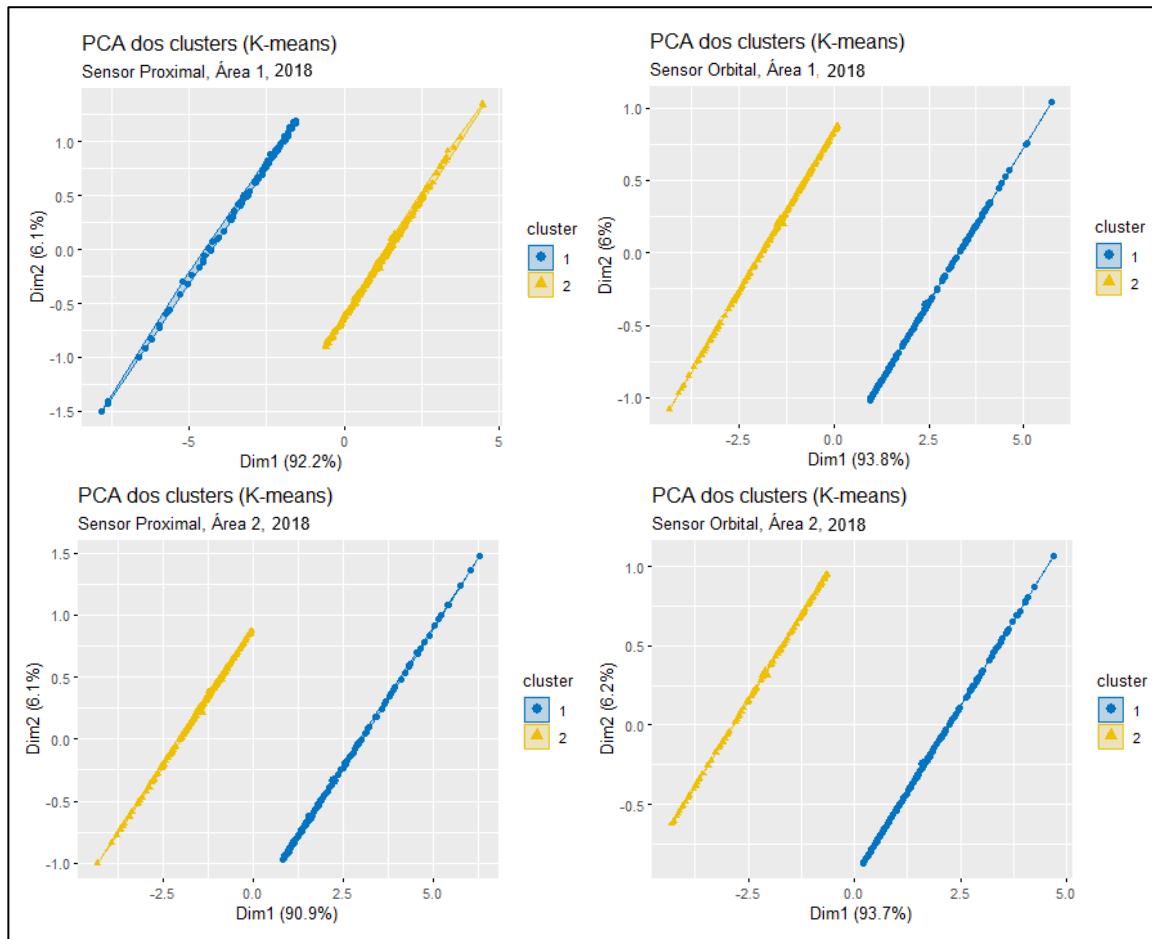 PCA dos clusters (K-means)
Sensor Proximal, Área 1, 2018
1.0
0.5
0.0
-0.5
-1.0
-1.5
Dim2 (6.1%)
-5
0
5
Dim1 (92.2%)
cluster
1
2
PCA dos clusters (K-means)
Sensor Orbital, Área 1, 2018
1.0
0.5
0.0
-0.5
-1.0
Dim2 (6%)
-2.5
0.0
2.5
5.0
Dim1 (93.8%)
cluster
1
2
PCA dos clusters (K-means)
Sensor Proximal, Área 2, 2018
1.5
1.0
0.5
0.0
-0.5
-1.0
Dim2 (6.1%)
-2.5
0.0
2.5
5.0
Dim1 (90.9%)
cluster
1
2
PCA dos clusters (K-means)
Sensor Orbital, Área 2, 2018
1.0
0.5
0.0
-0.5
Dim2 (6.2%)
-2.5
0.0
2.5
5.0
Dim1 (93.7%)
cluster
1
2